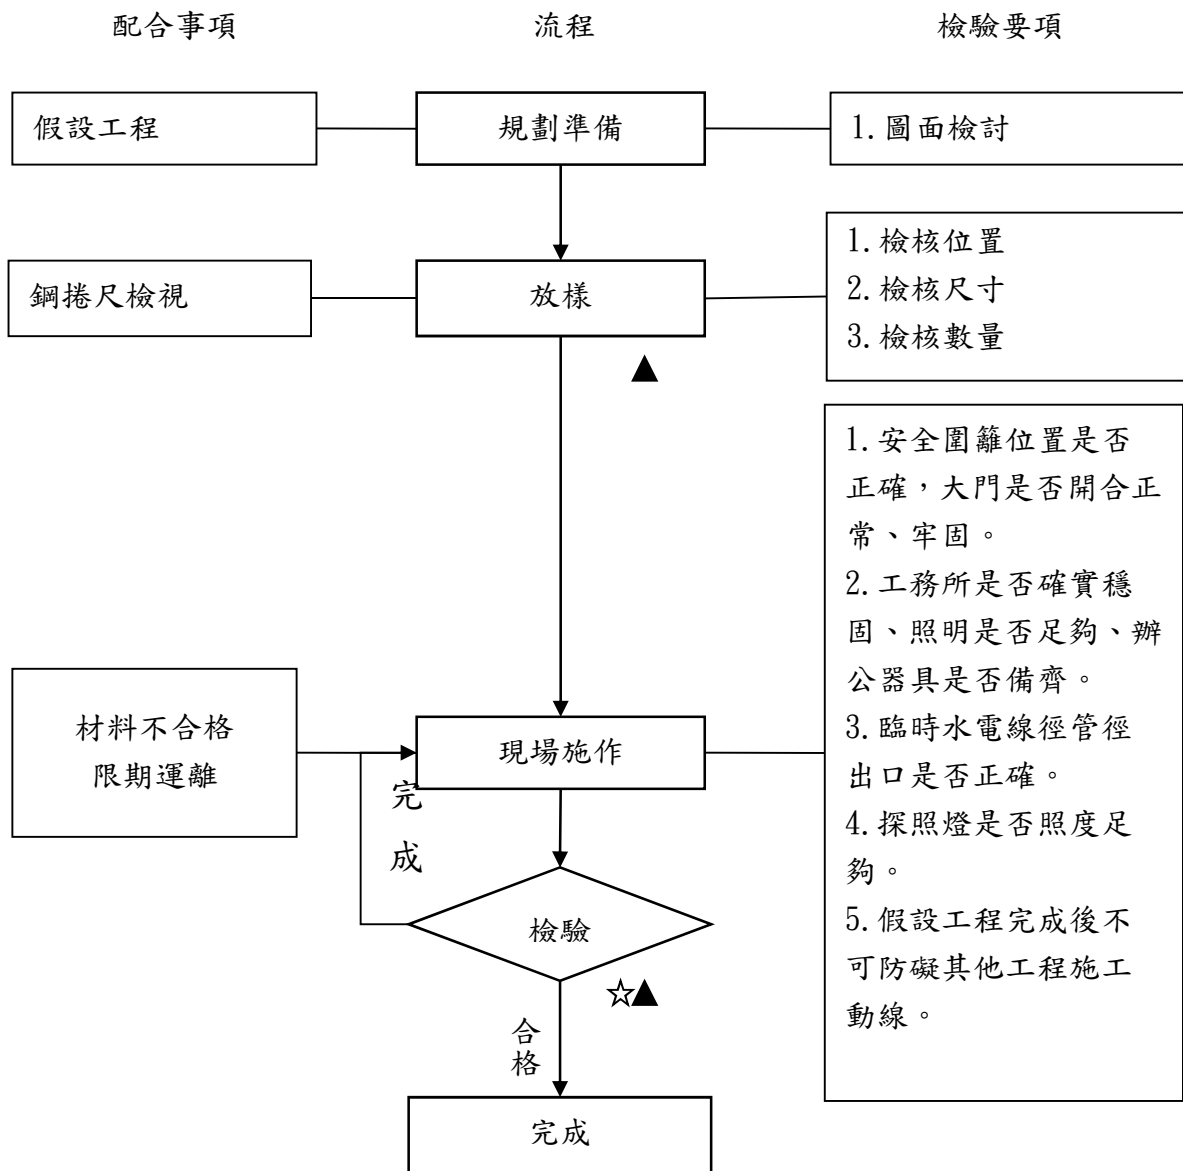 配合事項
流程
檢驗要項
假設工程
規劃準備
1.圖面檢討
鋼捲尺檢視
放樣
1.檢核位置
2.檢核尺寸
3.檢核數量
▲
1.安全圍籬位置是否
正確，大門是否開合正
常、牢固。
2.工務所是否確實穩
固、照明是否足夠、辦
公器具是否備齊。
3.臨時水電線徑管徑
出口是否正確。
4.探照燈是否照度足
夠。
5.假設工程完成後不
可防礙其他工程施工
動線。
材料不合格
限期運離
現場施作
完
成
檢驗
☆▲
合
格
完成